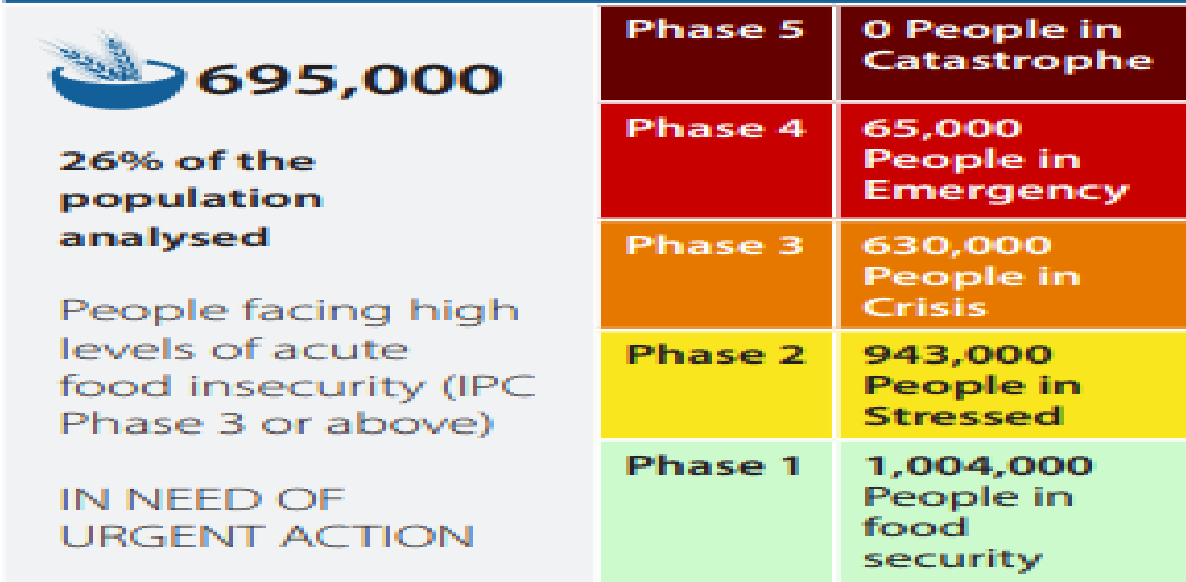 695,000
26% of the
population
analysed
People facing high
levels of acute
food insecurity (IPC
Phase 3 or above)
IN NEED OF
URGENT ACTION
Phase 5
0 People in
Catastrophe
Phase 4
65,000
People in
Emergency
Phase 3
630,000
People in
Crisis
Phase 2
943,000
People in
Stressed
Phase 1
1,004,000
People in
food
security